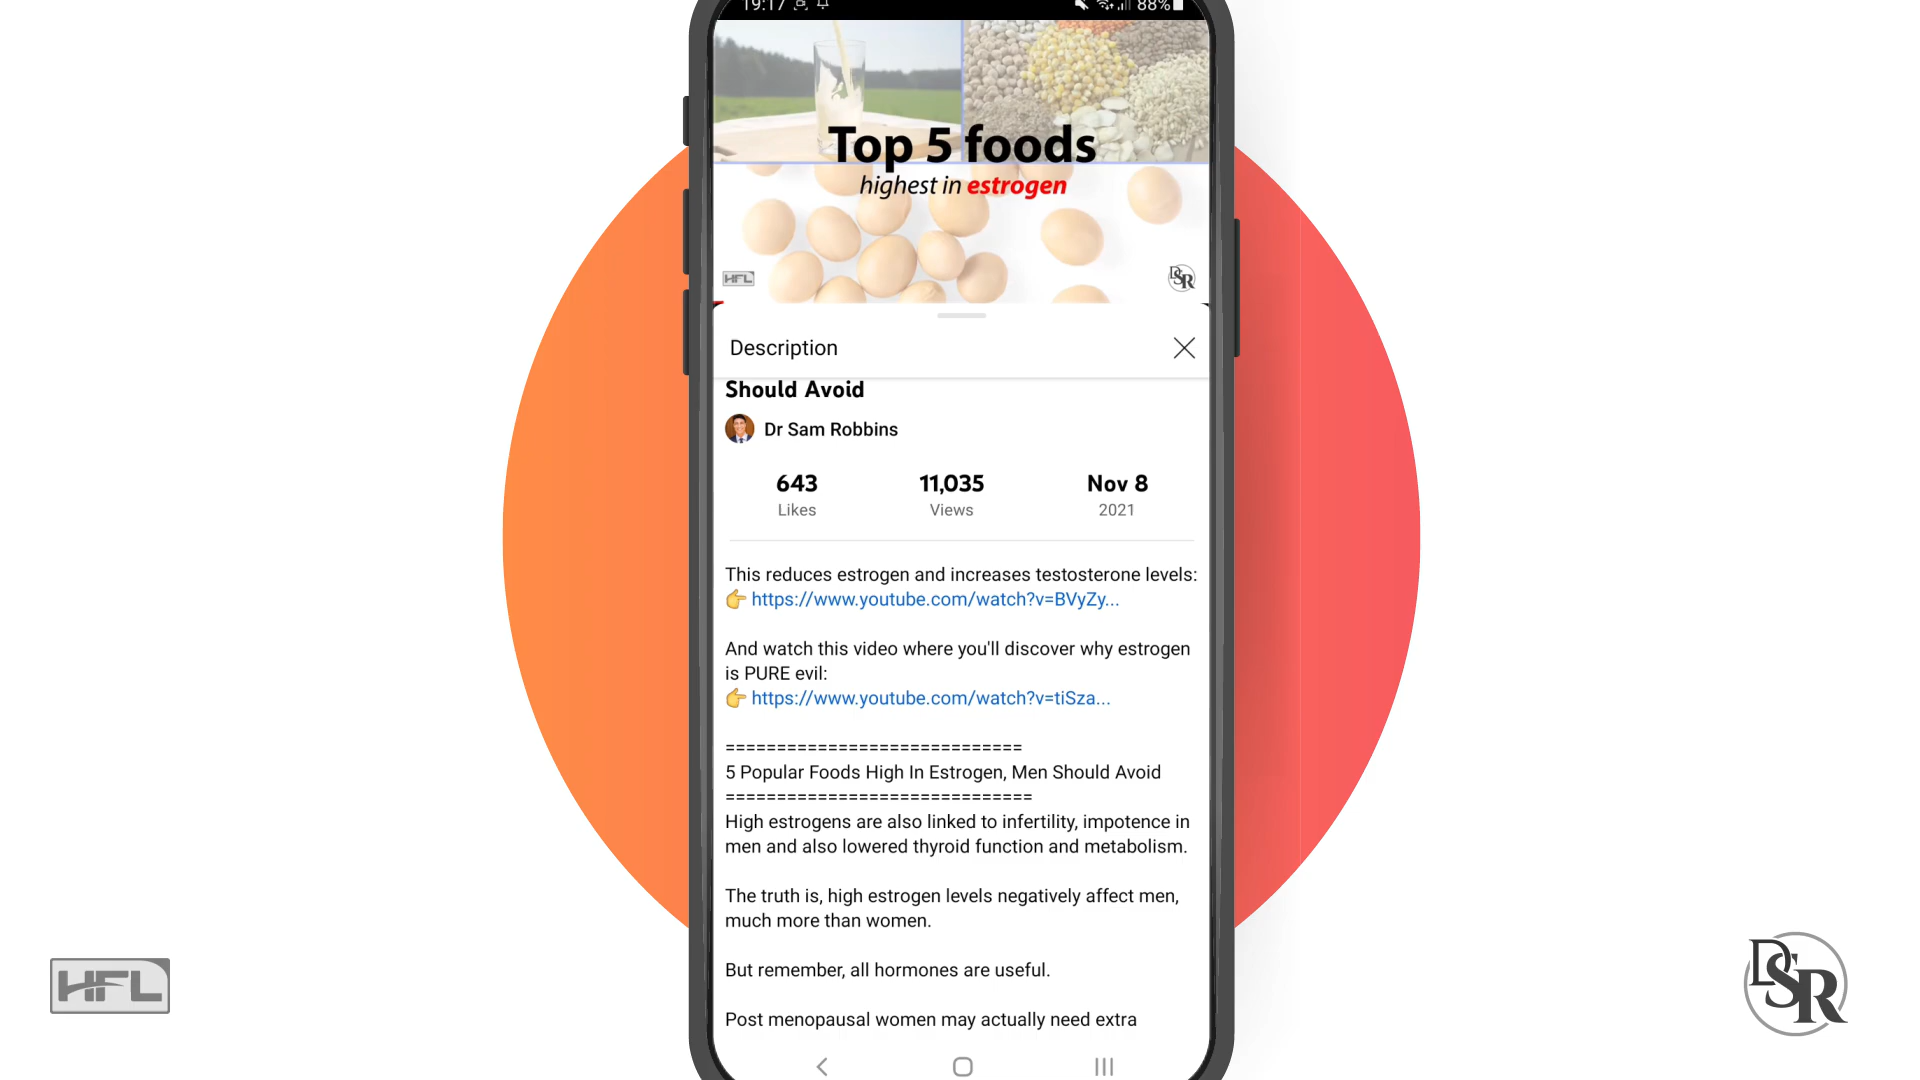 19:17
88%
Top 5 foods
highest in estrogen
HFL
DSR
Description
Should Avoid
Dr Sam Robbins
643
11,035
Nov 8
Likes
Views
2021
This reduces estrogen and increases testosterone levels:
👉 https://www.youtube.com/watch?v=BVyZy...
And watch this video where you'll discover why estrogen
is PURE evil:
👉 https://www.youtube.com/watch?v=tiSza...
=============================
5 Popular Foods High In Estrogen, Men Should Avoid
==============================
High estrogens are also linked to infertility, impotence in
men and also lowered thyroid function and metabolism.
The truth is, high estrogen levels negatively affect men,
much more than women.
But remember, all hormones are useful.
Post menopausal women may actually need extra
HFL
DSR